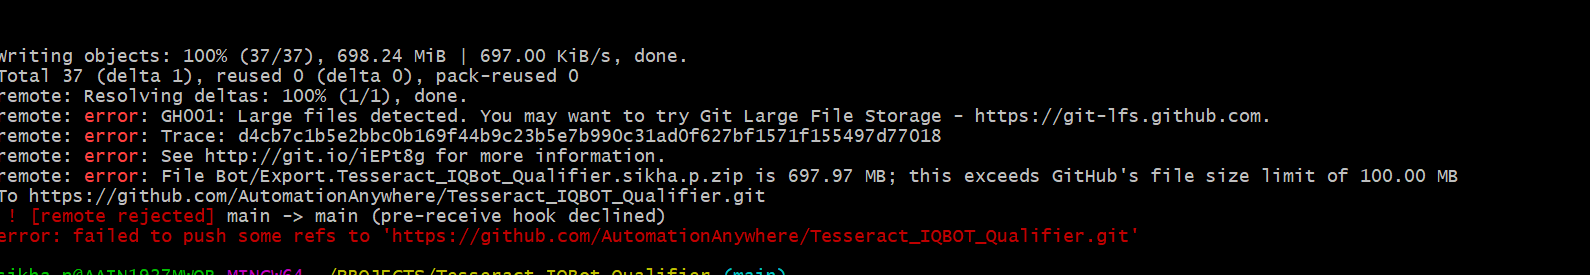 Writing objects: 100% (37/37), 698.24 MiB | 697.00 KiB/s, done.
Total 37 (delta 1), reused 0 (delta 0), pack-reused 0
remote: Resolving deltas: 100% (1/1), done.
remote: error: GH001: Large files detected. You may want to try Git Large File Storage - https://git-lfs.github.com.
remote: error: Trace: d4cb7c1b5e2bbc0b169f44b9c23b5e7b990c31ad0f627bf1571f155497d77018
remote: error: See http://git.io/iEPt8g for more information.
remote: error: File Bot/Export.Tesseract_IQBot_Qualifier.sikha.p.zip is 697.97 MB; this exceeds GitHub's file size limit of 100.00 MB
To https://github.com/AutomationAnywhere/Tesseract_IQBOT_Qualifier.git
! [remote rejected] main -> main (pre-receive hook declined)
error: failed to push some refs to 'https://github.com/AutomationAnywhere/Tesseract_IQBOT_Qualifier.git'
sikha.p@AAIN1937MWOB MINGW64 ~/PROJECTS/Tesseract_IQBot_Qualifier (main)